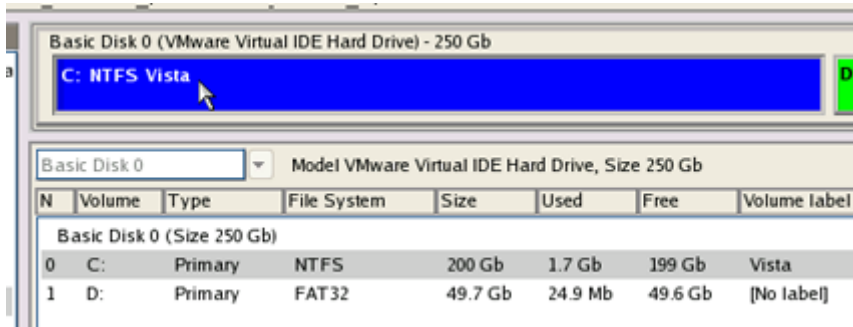 Basic Disk 0 (VMware Virtual IDE Hard Drive) - 250 Gb
C: NTFS Vista D
Basic Disk 0 Model VMware Virtual IDE Hard Drive, Size 250 Gb
N Volume Type File System Size Used Free Volume label
Basic Disk 0 (Size 250 Gb)
0 C: Primary NTFS 200 Gb 1.7 Gb 199 Gb Vista
1 D: Primary FAT32 49.7 Gb 24.9 Mb 49.6 Gb [No label]